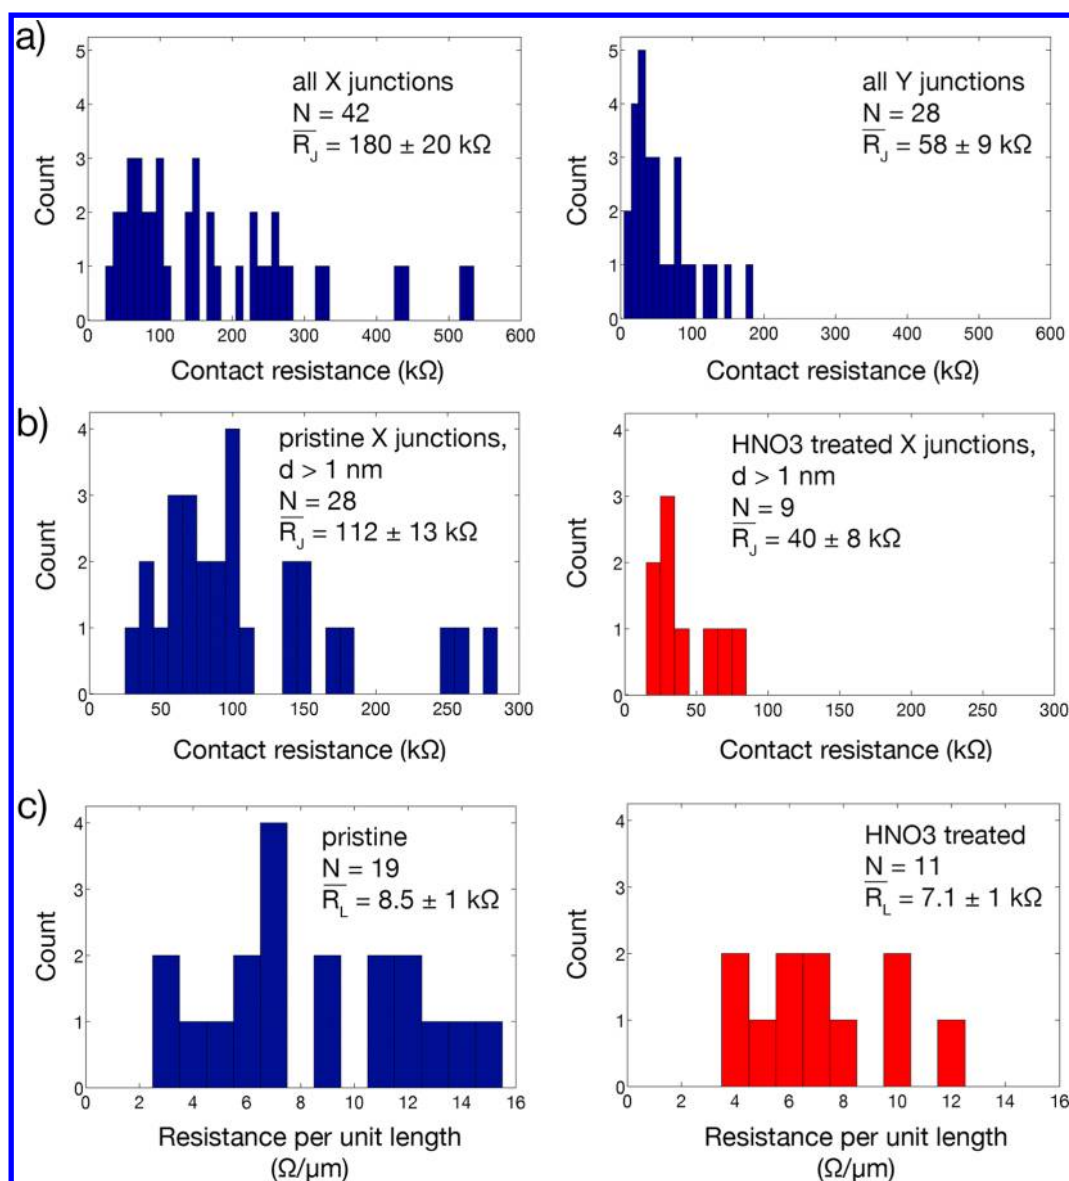 a)
5
4
3
2
1
0
Count
all X junctions
N = 42
R̅J = 180 ± 20 kΩ
100 200 300 400 500 600
Contact resistance (kΩ)
5
4
3
2
1
0
Count
all Y junctions
N = 28
R̅J = 58 ± 9 kΩ
0 100 200 300 400 500 600
Contact resistance (kΩ)
b)
4
3
2
1
0
Count
pristine X junctions,
d > 1 nm
N = 28
R̅J = 112 ± 13 kΩ
0 50 100 150 200 250 300
Contact resistance (kΩ)
4
3
2
1
0
Count
HNO3 treated X junctions,
d > 1 nm
N = 9
R̅J = 40 ± 8 kΩ
0 50 100 150 200 250 300
Contact resistance (kΩ)
c)
4
3
2
1
0
Count
pristine
N = 19
R̅L = 8.5 ± 1 kΩ
0 2 4 6 8 10 12 14 16
Resistance per unit length
(Ω/μm)
4
3
2
1
0
Count
HNO3 treated
N = 11
R̅L = 7.1 ± 1 kΩ
0 2 4 6 8 10 12 14 16
Resistance per unit length
(Ω/μm)